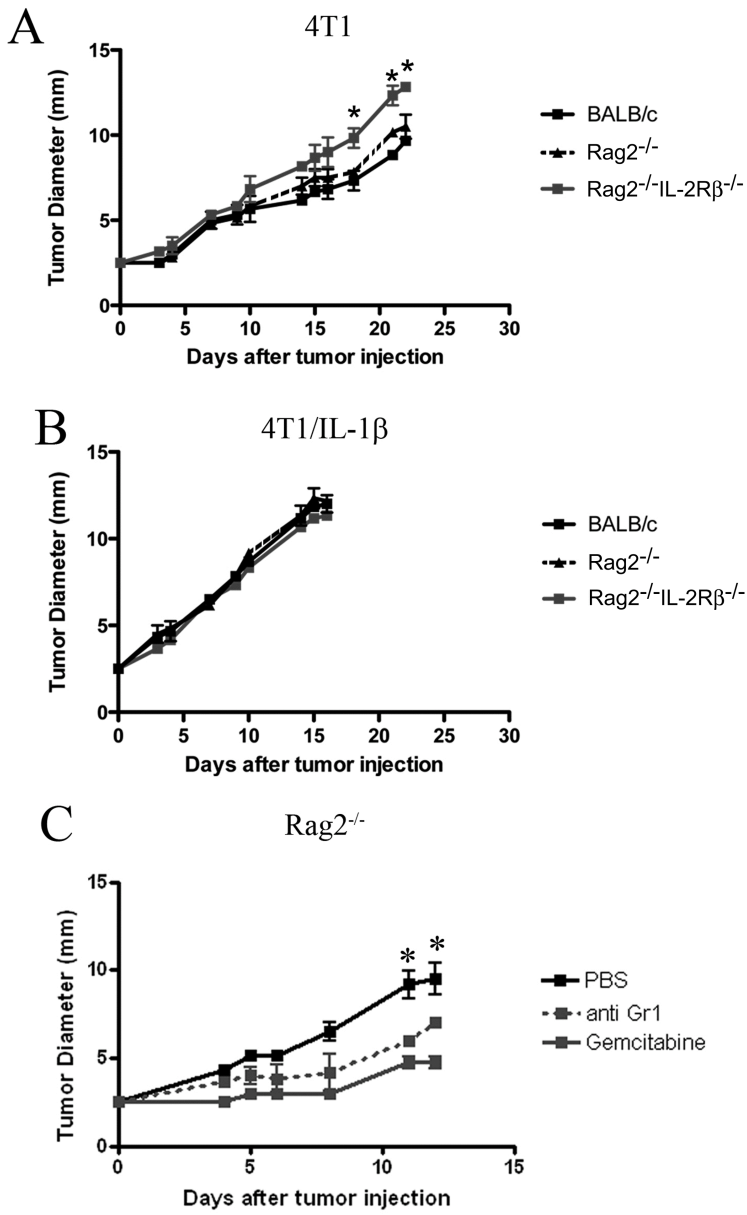 A
4T1
15
10
5
0
Tumor Diameter (mm)
* * *
0 5 10 15 20 25 30
Days after tumor injection
BALB/c
Rag2-/-
Rag2-/-IL-2Rβ-/-
B
4T1/IL-1β
15
10
5
0
Tumor Diameter (mm)
0 5 10 15 20 25 30
Days after tumor injection
BALB/c
Rag2-/-
Rag2-/-IL-2Rβ-/-
C
Rag2-/-
15
10
5
0
Tumor Diameter (mm)
* *
0 5 10 15
Days after tumor injection
PBS
anti Gr1
Gemcitabine